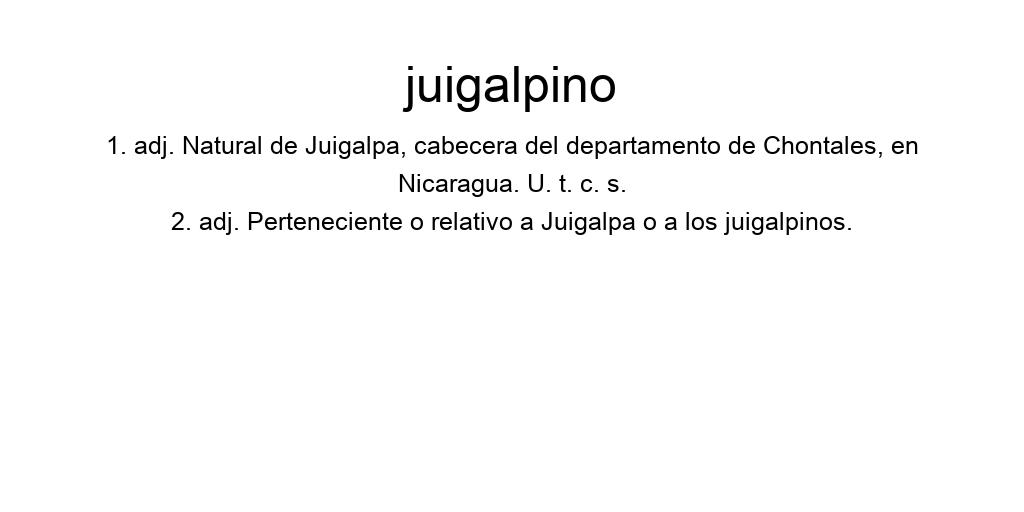 juigalpino
1. adj. Natural de Juigalpa, cabecera del departamento de Chontales, en
Nicaragua. U. t. c. s.
2. adj. Perteneciente o relativo a Juigalpa o a los juigalpinos.